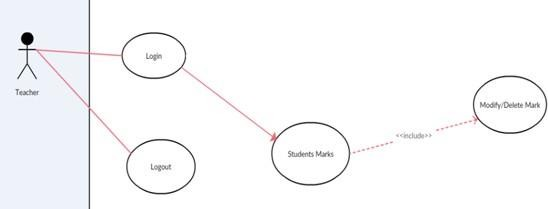 Login
Teacher
Modify/Delete Mark
<<include>>
Students Marks
Logout